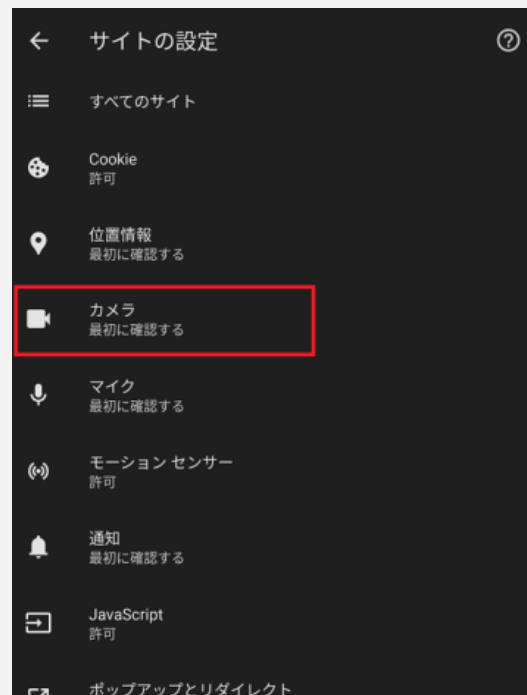 サイトの設定
すべてのサイト
Cookie
許可
位置情報
最初に確認する
カメラ
最初に確認する
マイク
最初に確認する
モーション センサー
許可
通知
最初に確認する
JavaScript
許可
ポップアップとリダイレクト